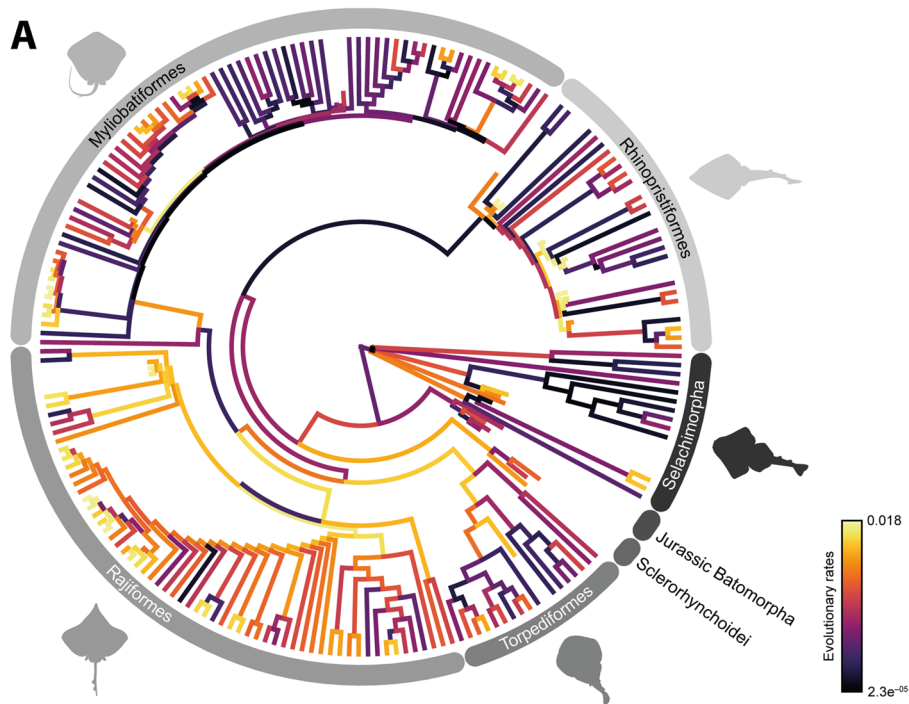 A
Myliobatiformes
Rhinopristiformes
Selachimorpha
Jurassic Batomorpha
Sclerorhynchoidei
Torpediformes
Rajiformes
Evolutionary rates
0.018
2.3e⁻⁰⁵